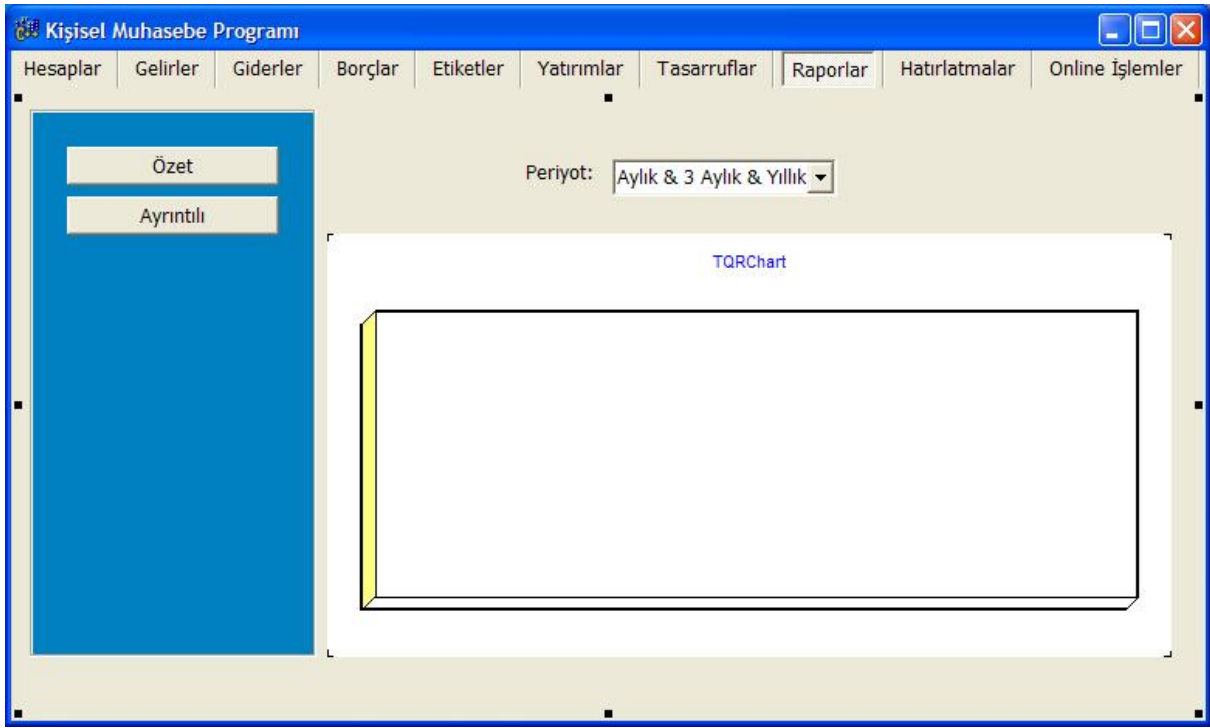 Kişisel Muhasebe Programı
Hesaplar Gelirler Giderler Borçlar Etiketler Yatırımlar Tasarruflar Raporlar Hatırlatmalar Online İşlemler
Özet
Ayrıntılı
Periyot: Aylık & 3 Aylık & Yıllık
TQRChart